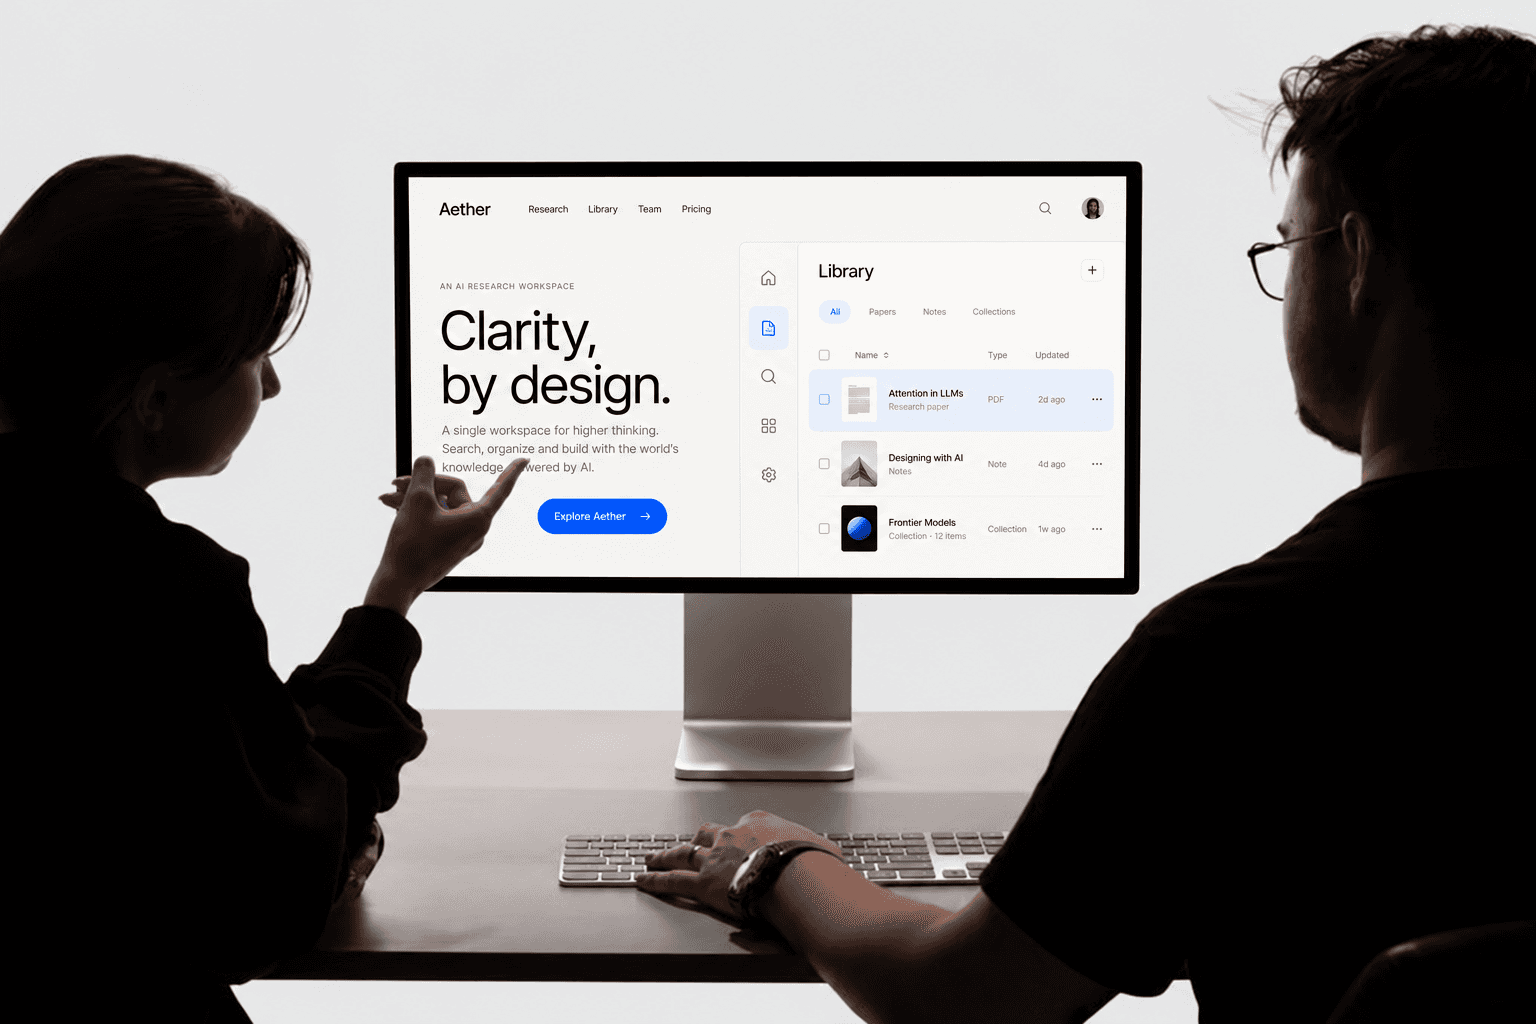 Aether
Research Library Team Pricing
AN AI RESEARCH WORKSPACE
Clarity,
by design.
A single workspace for higher thinking.
Search, organize and build with the world's
knowledge by AI.
Explore Aether →
Library
+
All Papers Notes Collections
Name Type Updated
Attention in LLMs
Research paper
PDF 2d ago
Designing with AI
Notes
Note 4d ago
Frontier Models
Collection - 12 items
Collection 1w ago